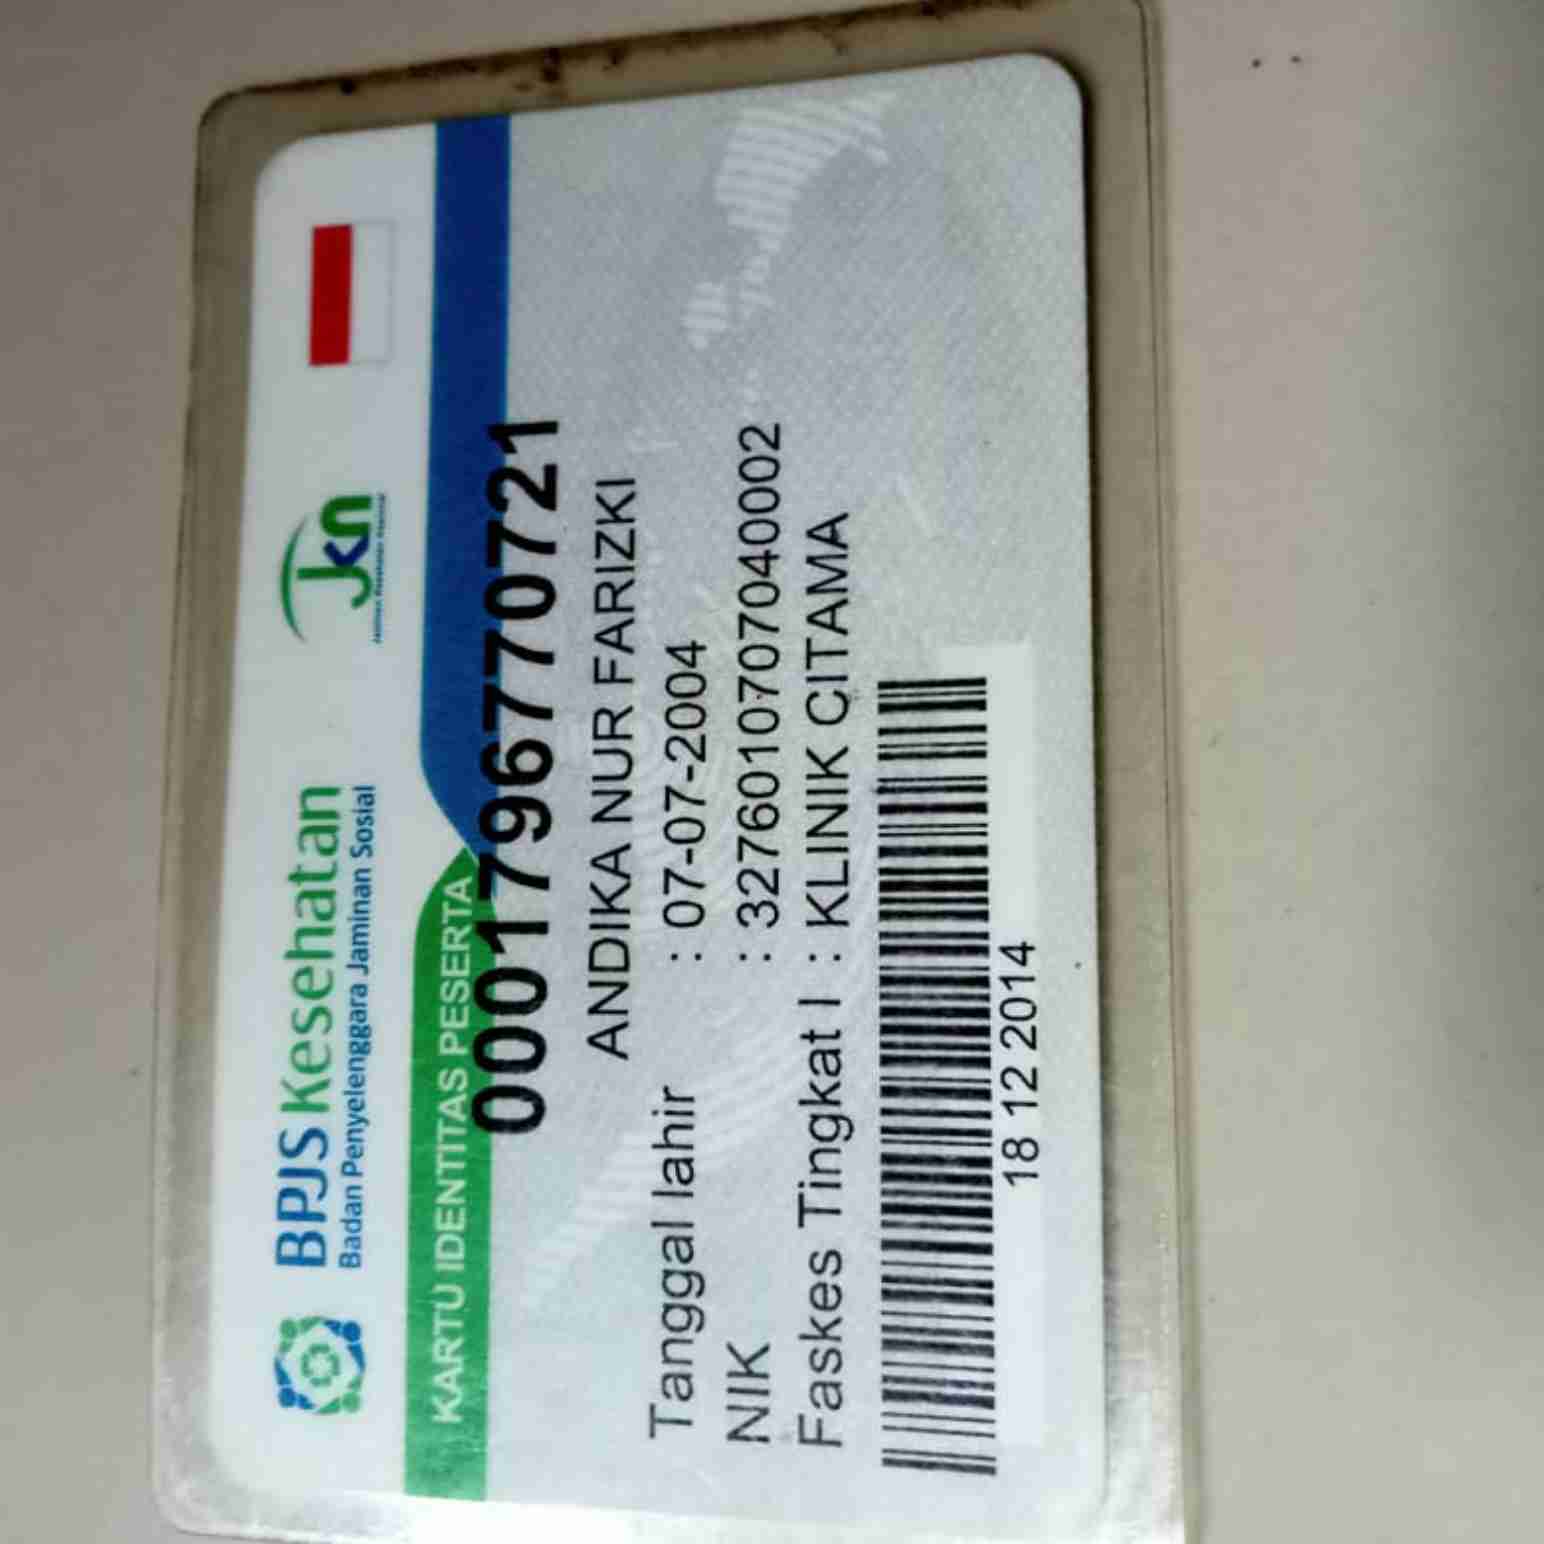 BPJS Kesehatan
Badan Penyelenggara Jaminan Sosial
Jkn
KARTU IDENTITAS PESERTA
0001796770721
ANDIKA NUR FARIZKI
Tanggal lahir : 07-07-2004
NIK : 3276010707040002
Faskes Tingkat I : KLINIK CITAMA
18 12 2014